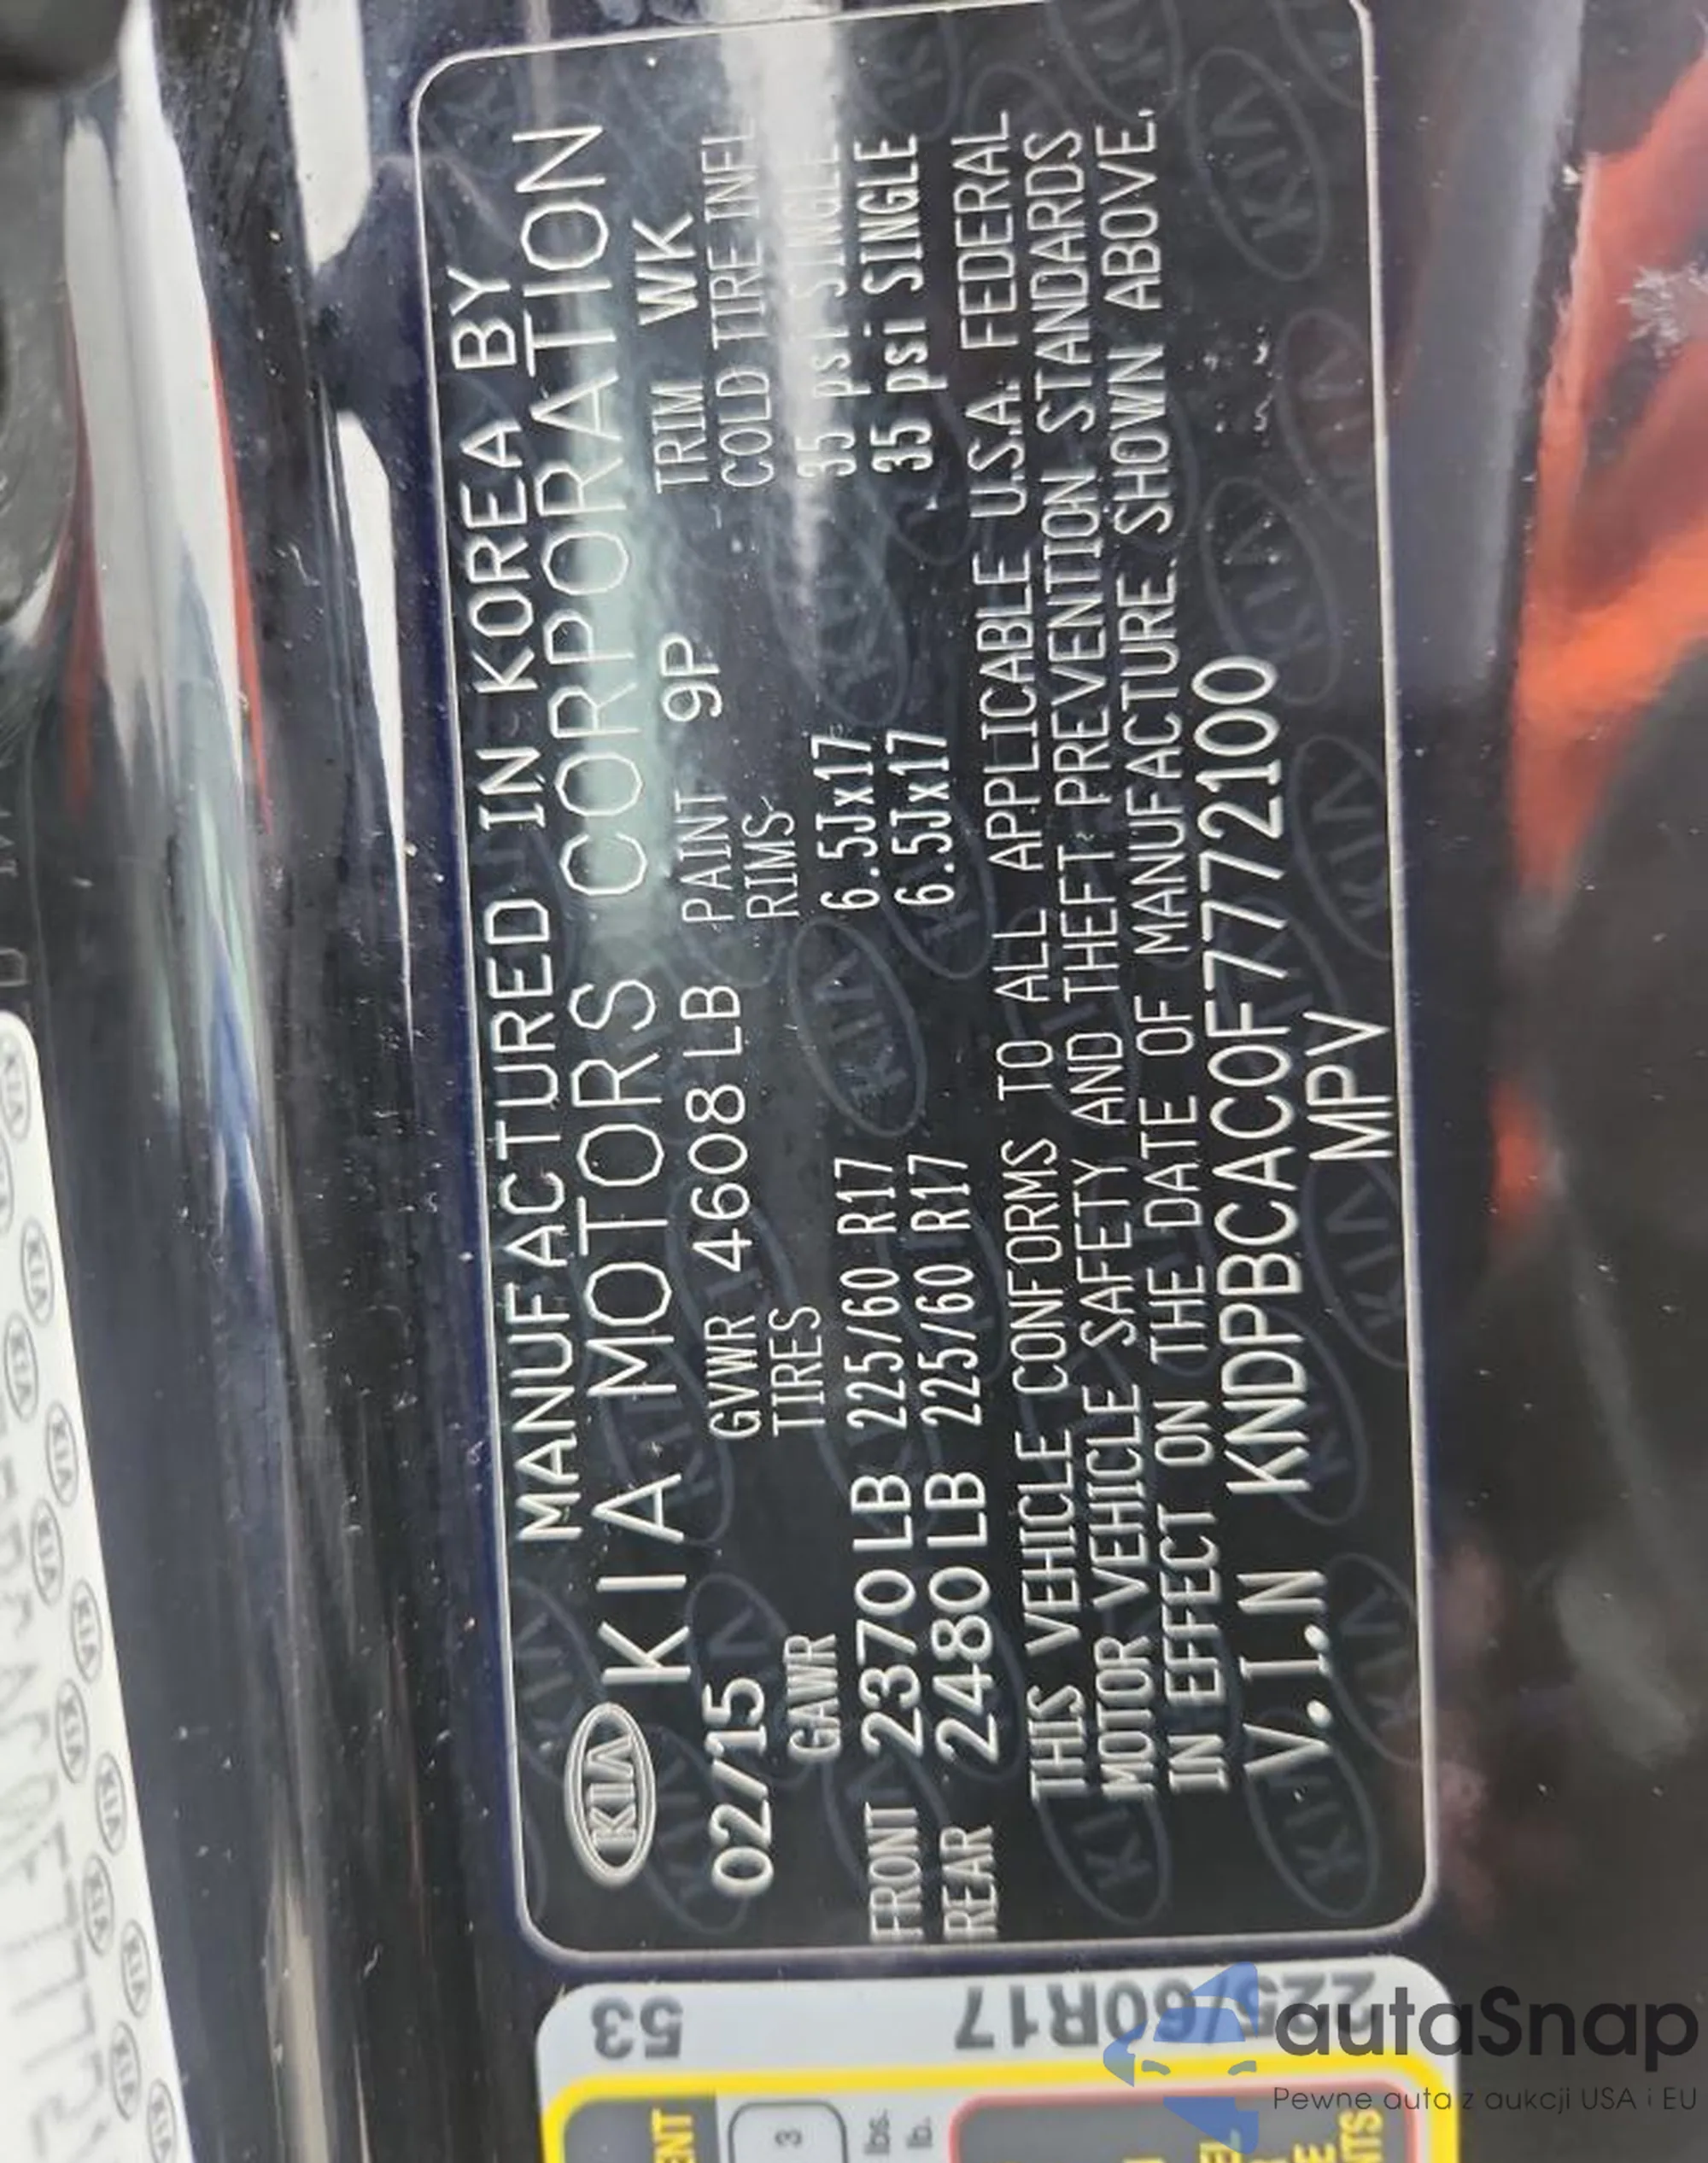 MANUFACTURED IN KOREA BY
KIA KIA MOTORS CORPORATION
02/15 GVWR 4608 LB PAINT 9P TRIM WK
GAWR TIRES RIMS COLD TIRE INFL
FRONT 2370 LB 225/60 R17 6.5Jx17 35 psi SINGLE
REAR 2480 LB 225/60 R17 6.5Jx17 35 psi SINGLE
THIS VEHICLE CONFORMS TO ALL APPLICABLE U.S.A. FEDERAL
MOTOR VEHICLE SAFETY AND THEFT PREVENTION STANDARDS
IN EFFECT ON THE DATE OF MANUFACTURE SHOWN ABOVE.
V.I.N KNDPBCAC0F7772100
MPV
53 225/60R17
3
lbs.
lb.
autaSnap
Pewne auta z aukcji USA i EU